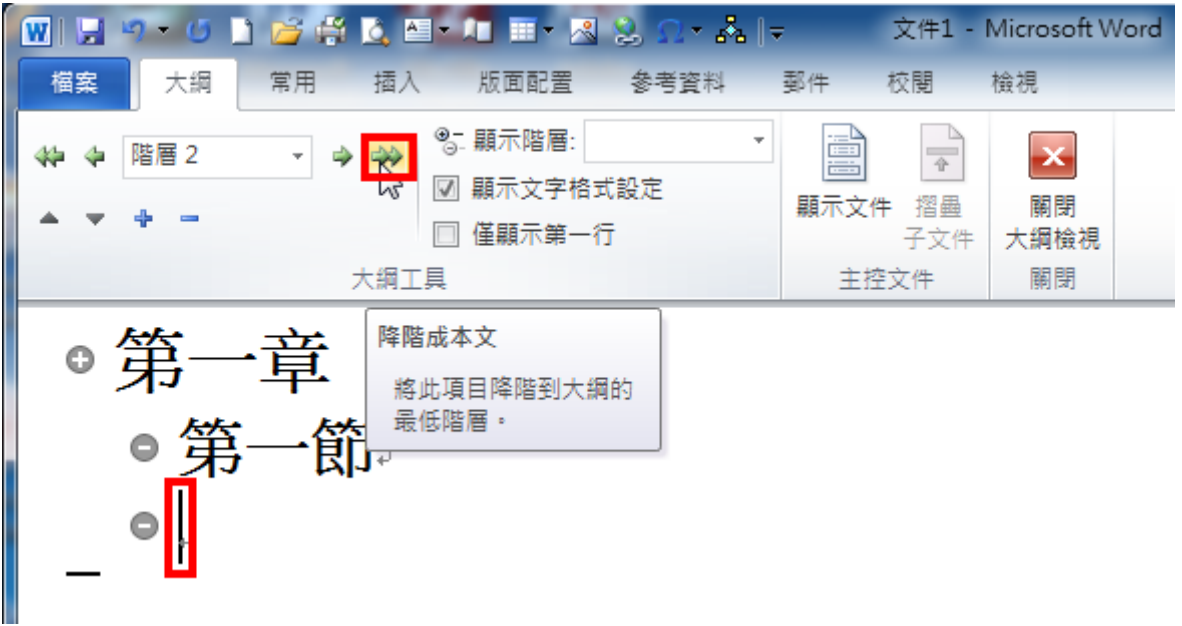 文件1 - Microsoft Word
檔案 大綱 常用 插入 版面配置 參考資料 郵件 校閱 檢視
階層 2
顯示階層:
顯示文字格式設定
僅顯示第一行
大綱工具
顯示文件
摺疊
子文件
主控文件
關閉
大綱檢視
關閉
降階成本文
將此項目降階到大綱的
最低階層。
第一章
第一節